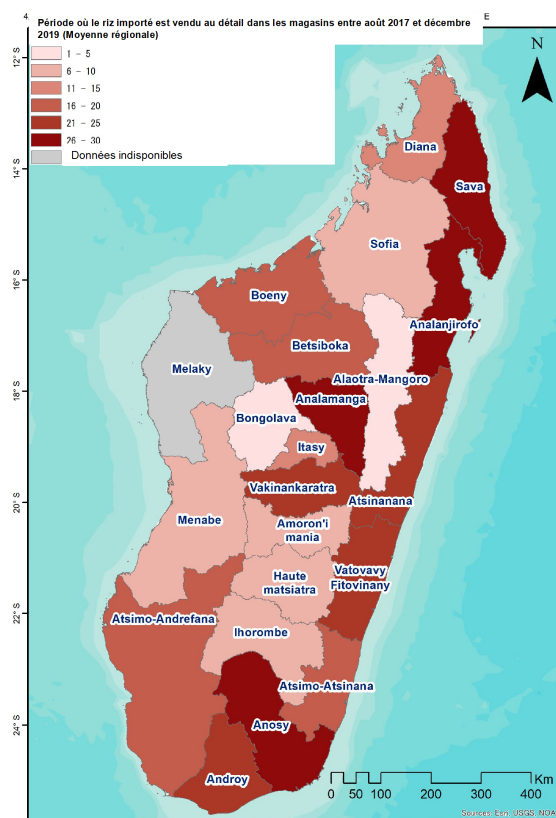 4.
E
Période où le riz importé est vendu au détail dans les magasins entre août 2017 et décembre
2019 (Moyenne régionale)
1 - 5
6 - 10
11 - 15
16 - 20
21 - 25
26 - 30
Données indisponibles
N
12°S
14°S
16°S
18°S
20°S
22°S
24°S
Diana
Sava
Sofia
Boeny
Analanjirofo
Betsiboka
Melaky
Alaotra-Mangoro
Analamanga
Bongolava
Itasy
Vakinankaratra
Atsinanana
Menabe
Amoron'i
mania
Vatovavy
Fitovinany
Haute
matsiatra
Atsimo-Andrefana
Ihorombe
Atsimo-Atsinana
Anosy
Androy
Km
0 50 100 200 300 400
Sources: Esri, USGS, NOA